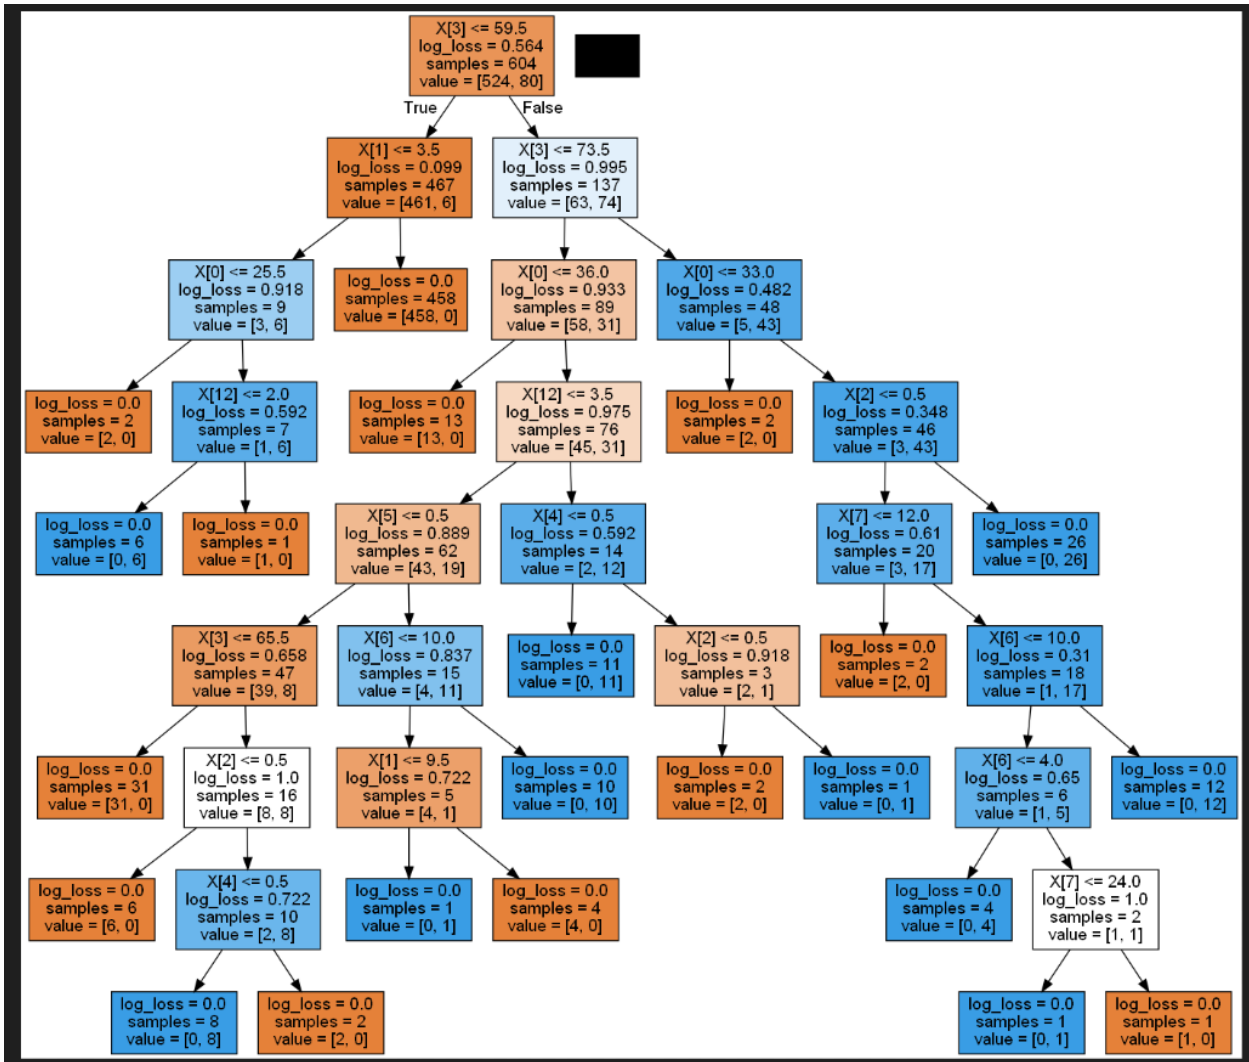 X[3] <= 59.5
log_loss = 0.564
samples = 604
value = [524, 80]
True
False
X[1] <= 3.5
log_loss = 0.099
samples = 467
value = [461, 6]
X[3] <= 73.5
log_loss = 0.995
samples = 137
value = [63, 74]
X[0] <= 25.5
log_loss = 0.918
samples = 9
value = [3, 6]
log_loss = 0.0
samples = 458
value = [458, 0]
X[0] <= 36.0
log_loss = 0.933
samples = 89
value = [58, 31]
X[0] <= 33.0
log_loss = 0.482
samples = 48
value = [5, 43]
log_loss = 0.0
samples = 2
value = [2, 0]
X[12] <= 2.0
log_loss = 0.592
samples = 7
value = [1, 6]
log_loss = 0.0
samples = 13
value = [13, 0]
X[12] <= 3.5
log_loss = 0.975
samples = 76
value = [45, 31]
log_loss = 0.0
samples = 2
value = [2, 0]
X[2] <= 0.5
log_loss = 0.348
samples = 46
value = [3, 43]
log_loss = 0.0
samples = 6
value = [0, 6]
log_loss = 0.0
samples = 1
value = [1, 0]
X[5] <= 0.5
log_loss = 0.889
samples = 62
value = [43, 19]
X[4] <= 0.5
log_loss = 0.592
samples = 14
value = [2, 12]
X[7] <= 12.0
log_loss = 0.61
samples = 20
value = [3, 17]
log_loss = 0.0
samples = 26
value = [0, 26]
X[3] <= 65.5
log_loss = 0.658
samples = 47
value = [39, 8]
X[6] <= 10.0
log_loss = 0.837
samples = 15
value = [4, 11]
log_loss = 0.0
samples = 11
value = [0, 11]
X[2] <= 0.5
log_loss = 0.918
samples = 3
value = [2, 1]
log_loss = 0.0
samples = 2
value = [2, 0]
X[6] <= 10.0
log_loss = 0.31
samples = 18
value = [1, 17]
log_loss = 0.0
samples = 31
value = [31, 0]
X[2] <= 0.5
log_loss = 1.0
samples = 16
value = [8, 8]
X[1] <= 9.5
log_loss = 0.722
samples = 5
value = [4, 1]
log_loss = 0.0
samples = 10
value = [0, 10]
log_loss = 0.0
samples = 2
value = [2, 0]
log_loss = 0.0
samples = 1
value = [0, 1]
X[6] <= 4.0
log_loss = 0.65
samples = 6
value = [1, 5]
log_loss = 0.0
samples = 12
value = [0, 12]
log_loss = 0.0
samples = 6
value = [6, 0]
X[4] <= 0.5
log_loss = 0.722
samples = 10
value = [2, 8]
log_loss = 0.0
samples = 1
value = [0, 1]
log_loss = 0.0
samples = 4
value = [4, 0]
log_loss = 0.0
samples = 4
value = [0, 4]
X[7] <= 24.0
log_loss = 1.0
samples = 2
value = [1, 1]
log_loss = 0.0
samples = 8
value = [0, 8]
log_loss = 0.0
samples = 2
value = [2, 0]
log_loss = 0.0
samples = 1
value = [0, 1]
log_loss = 0.0
samples = 1
value = [1, 0]